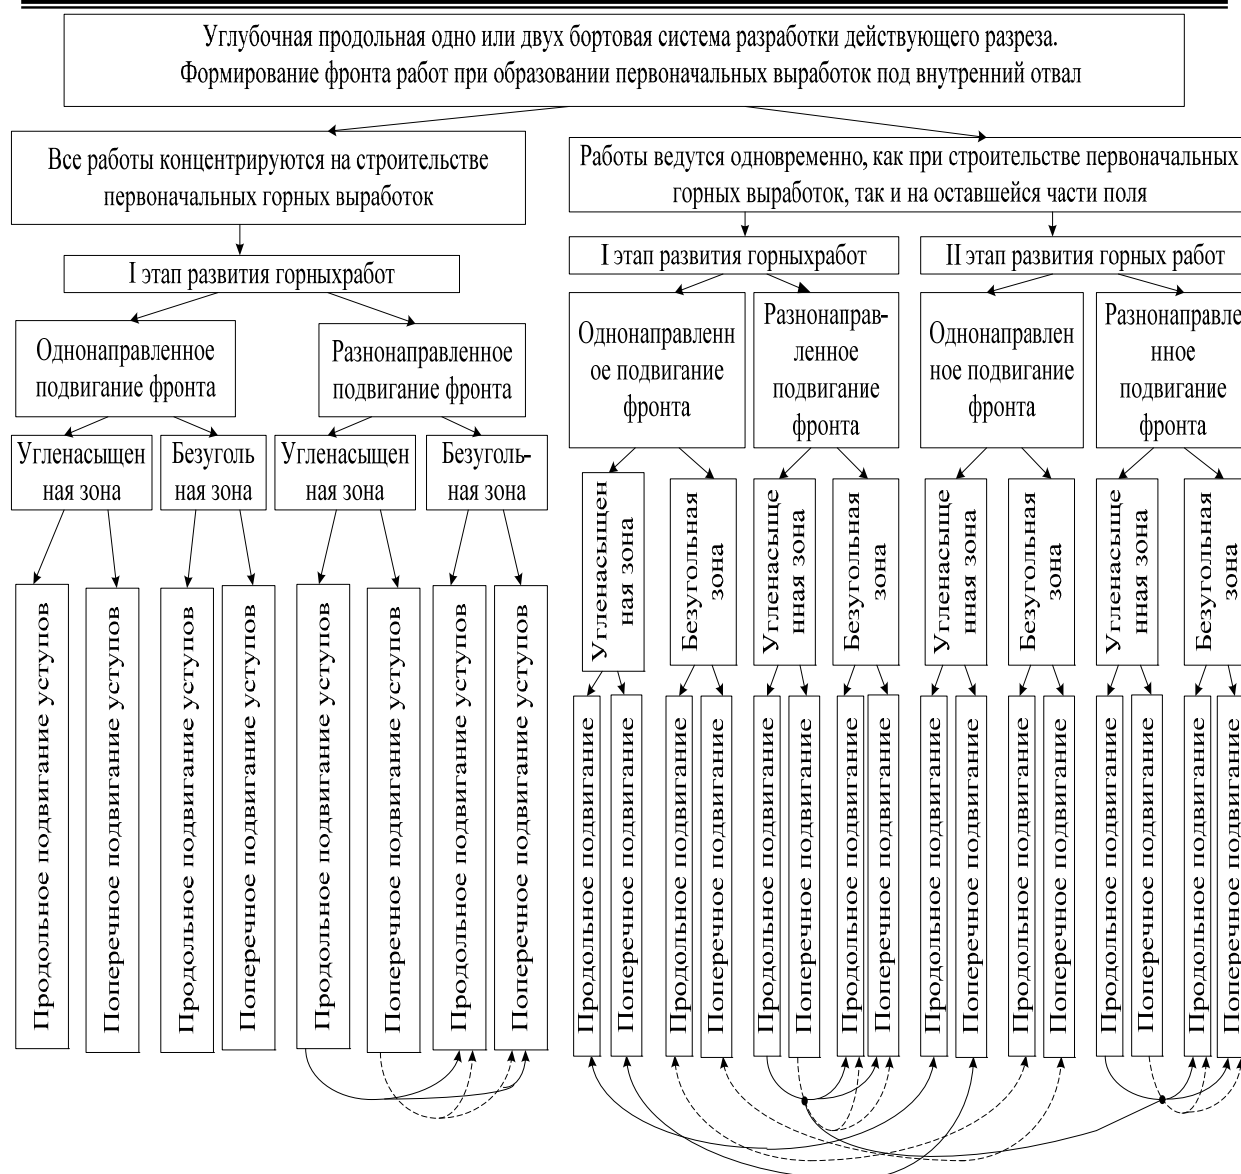 Углубочная продольная одно или двух бортовая система разработки действующего разреза.
Формирование фронта работ при образовании первоначальных выработок под внутренний отвал
Все работы концентрируются на строительстве
первоначальных горных выработок
Работы ведутся одновременно, как при строительстве первоначальных
горных выработок, так и на оставшейся части поля
I этап развития горныхработ
I этап развития горныхработ
II этап развития горных работ
Однонаправленное
подвигание фронта
Разнонаправленное
подвигание фронта
Однонаправленн
ое подвигание
фронта
Разнонаправ-
ленное
подвигание
фронта
Однонаправлен
ное подвигание
фронта
Разнонаправле
нное
подвигание
фронта
Угленасыщен
ная зона
Безуголь
ная зона
Угленасыщен
ная зона
Безуголь-
ная зона
Угленасыщен
ная зона
Безугольная
зона
Угленасыще
нная зона
Безугольная
зона
Угленасыще
нная зона
Безугольная
зона
Угленасыще
нная зона
Безугольная
зона
Продольное подвигание уступов
Поперечное подвигание уступов
Продольное подвигание уступов
Поперечное подвигание уступов
Продольное подвигание уступов
Поперечное подвигание уступов
Продольное подвигание уступов
Поперечное подвигание уступов
Продольное подвигание
Поперечное подвигание
Продольное подвигание
Поперечное подвигание
Продольное подвигание
Поперечное подвигание
Продольное подвигание
Поперечное подвигание
Продольное подвигание
Поперечное подвигание
Продольное подвигание
Поперечное подвигание
Продольное подвигание
Поперечное подвигание
Продольное подвигание
Поперечное подвигание